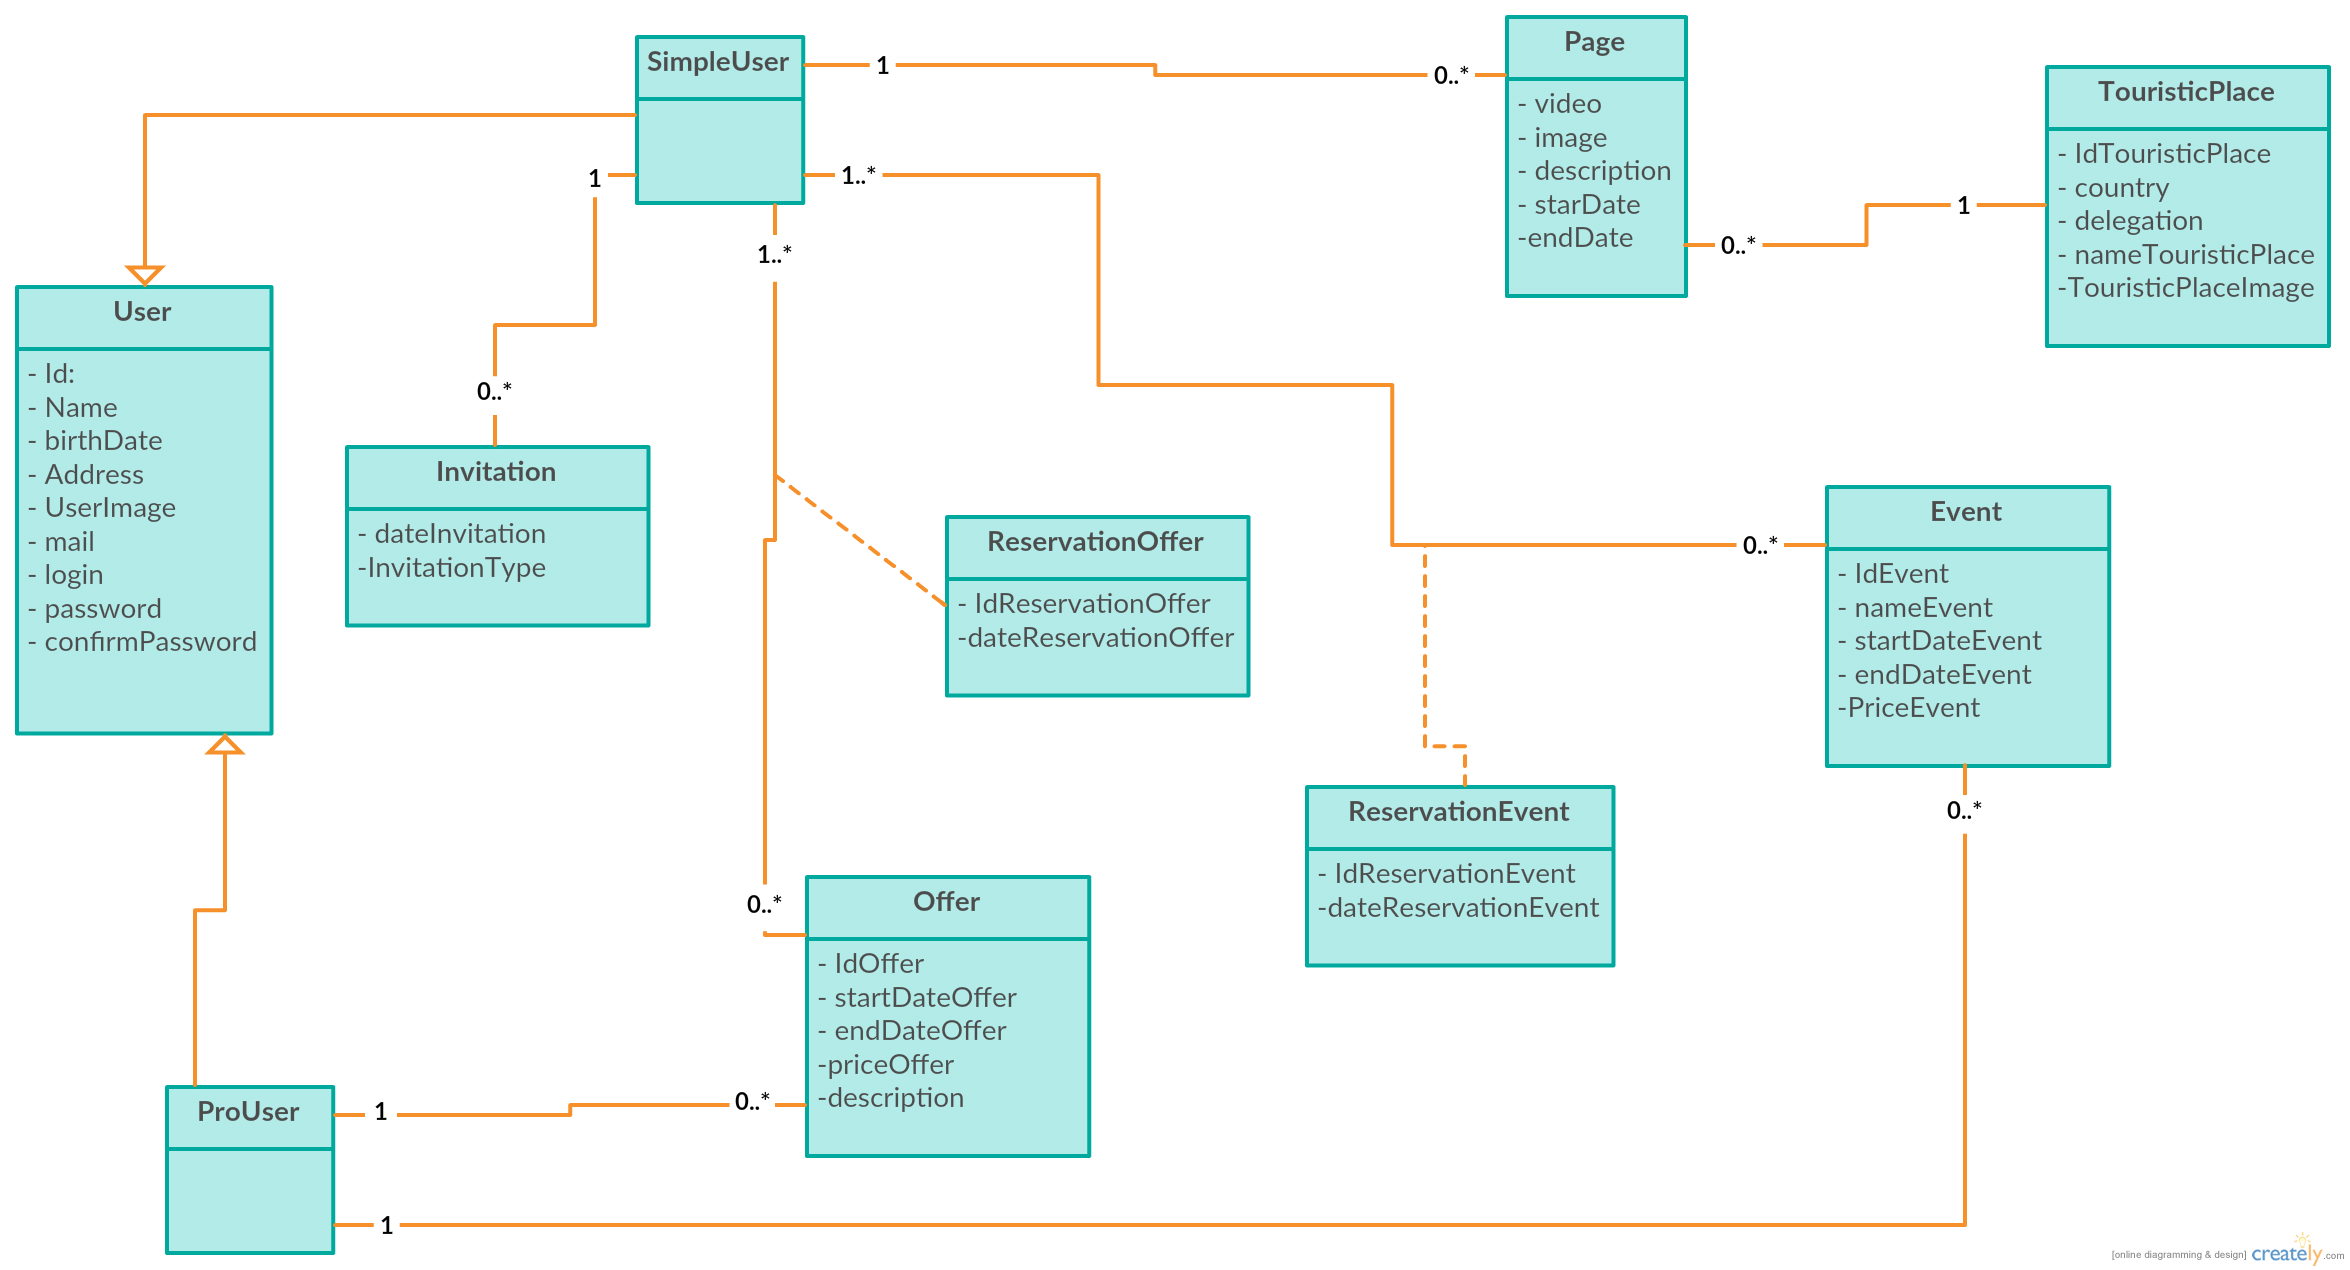 SimpleUser
1
1
1..*
1..*
Page
- video
- image
- description
- starDate
-endDate
0..*
0..*
TouristicPlace
- IdTouristicPlace
- country
- delegation
- nameTouristicPlace
-TouristicPlaceImage
1
User
- Id:
- Name
- birthDate
- Address
- UserImage
- mail
- login
- password
- confirmPassword
0..*
Invitation
- dateInvitation
-InvitationType
ReservationOffer
- IdReservationOffer
-dateReservationOffer
0..*
Event
- IdEvent
- nameEvent
- startDateEvent
- endDateEvent
-PriceEvent
0..*
ReservationEvent
- IdReservationEvent
-dateReservationEvent
0..*
Offer
- IdOffer
- startDateOffer
- endDateOffer
-priceOffer
-description
0..*
ProUser
1
1
[online diagramming & design] creately.com